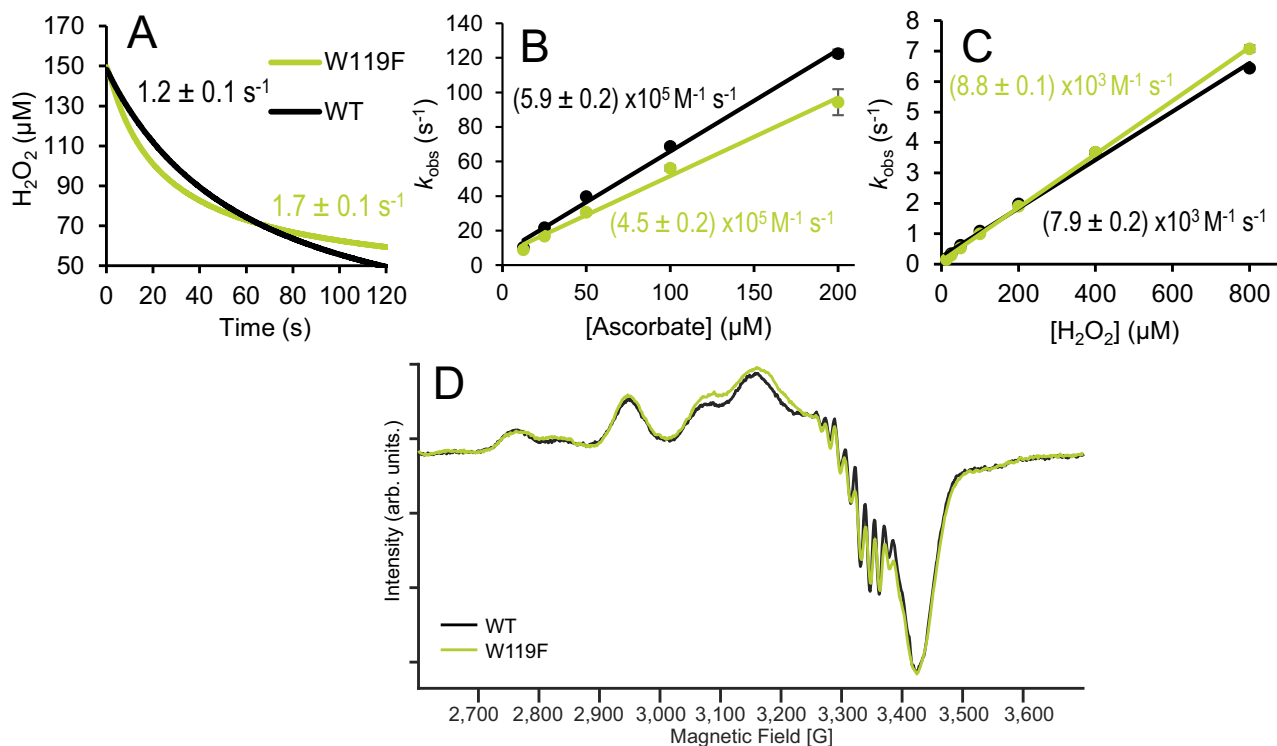 A
170
150
130
110
90
70
50
H₂O₂ (µM)
W119F
WT
1.2 ± 0.1 s⁻¹
1.7 ± 0.1 s⁻¹
0 20 40 60 80 100 120
Time (s)
B
140
120
100
80
60
40
20
0
kobs (s⁻¹)
(5.9 ± 0.2) x10⁵ M⁻¹ s⁻¹
(4.5 ± 0.2) x10⁵ M⁻¹ s⁻¹
0 50 100 150 200
[Ascorbate] (µM)
C
8
7
6
5
4
3
2
1
0
kobs (s⁻¹)
(8.8 ± 0.1) x10³ M⁻¹ s⁻¹
(7.9 ± 0.2) x10³ M⁻¹ s⁻¹
0 200 400 600 800
[H₂O₂] (µM)
D
Intensity (arb. units.)
WT
W119F
2,700 2,800 2,900 3,000 3,100 3,200 3,300 3,400 3,500 3,600
Magnetic Field [G]